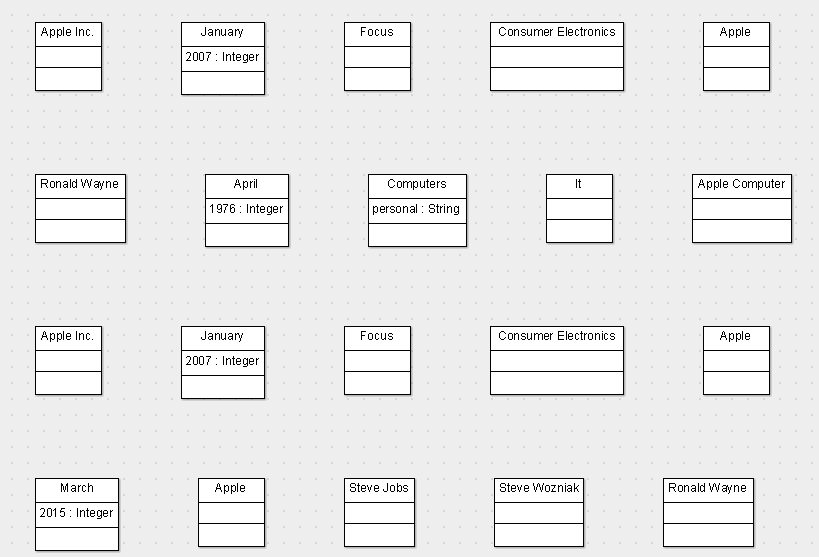 Apple Inc.
January
Focus
Consumer Electronics
Apple
2007 : Integer
Ronald Wayne
April
Computers
It
Apple Computer
1976 : Integer
personal : String
Apple Inc.
January
Focus
Consumer Electronics
Apple
2007 : Integer
March
Apple
Steve Jobs
Steve Wozniak
Ronald Wayne
2015 : Integer